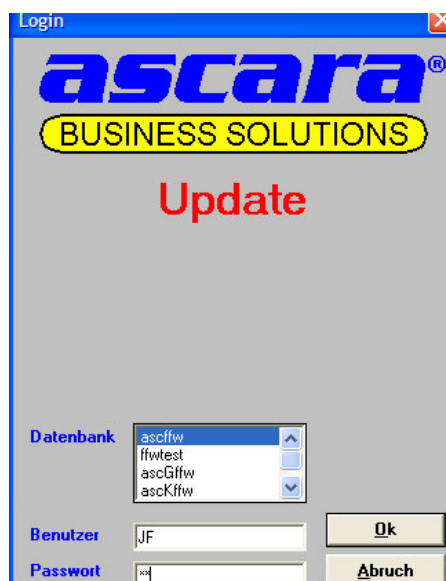 Login
ascara®
BUSINESS SOLUTIONS
Update
Datenbank
ascffw
ffwtest
ascGffw
ascKffw
Benutzer
JF
Ok
Passwort
**
Abruch